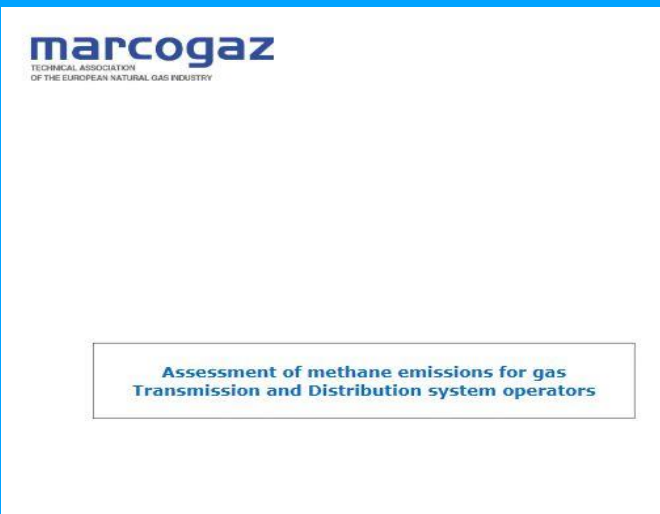 marcogaz
TECHNICAL ASSOCIATION
OF THE EUROPEAN NATURAL GAS INDUSTRY
Assessment of methane emissions for gas
Transmission and Distribution system operators